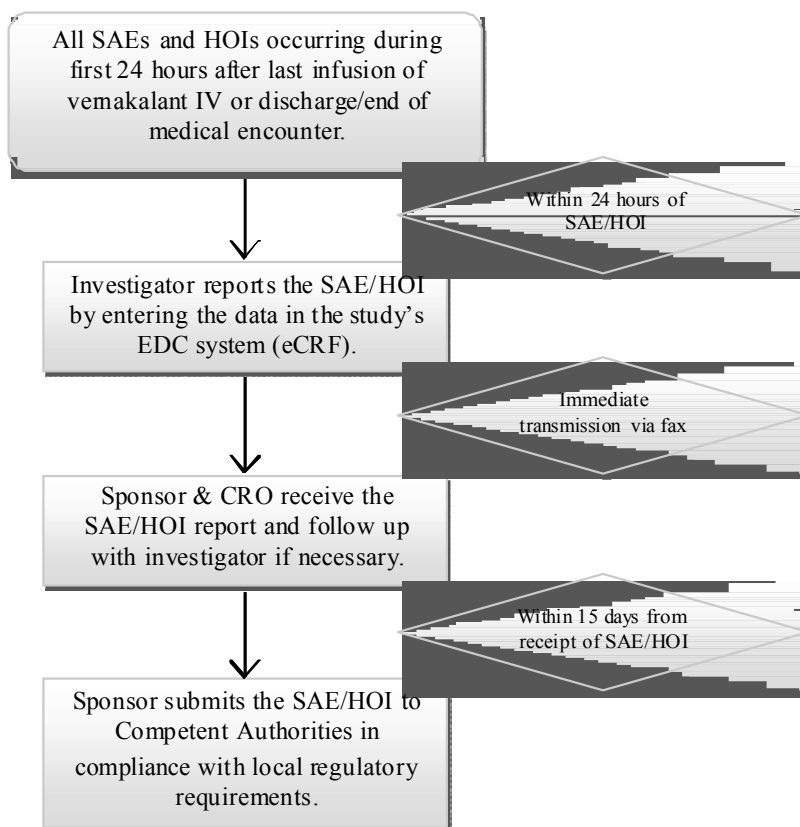 All SAEs and HOIs occurring during
first 24 hours after last infusion of
vernakalant IV or discharge/end of
medical encounter.
Within 24 hours of
SAE/HOI
Investigator reports the SAE/HOI
by entering the data in the study’s
EDC system (eCRF).
Immediate
transmission via fax
Sponsor & CRO receive the
SAE/HOI report and follow up
with investigator if necessary.
Within 15 days from
receipt of SAE/HOI
Sponsor submits the SAE/HOI to
Competent Authorities in
compliance with local regulatory
requirements.